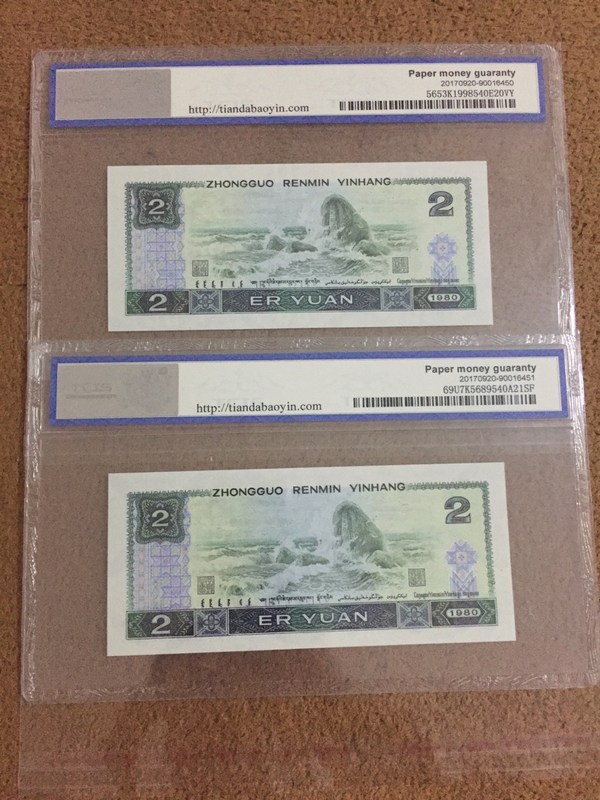 Paper money guaranty
20170920-90016450
5653K1998540E20VY
http://tiandabaoyin.com
ZHONGGUO RENMIN YINHANG
2
2
2
ER YUAN
1980
Paper money guaranty
20170920-90016451
69U7K5689540A21SF
http://tiandabaoyin.com
ZHONGGUO RENMIN YINHANG
2
2
2
ER YUAN
1980